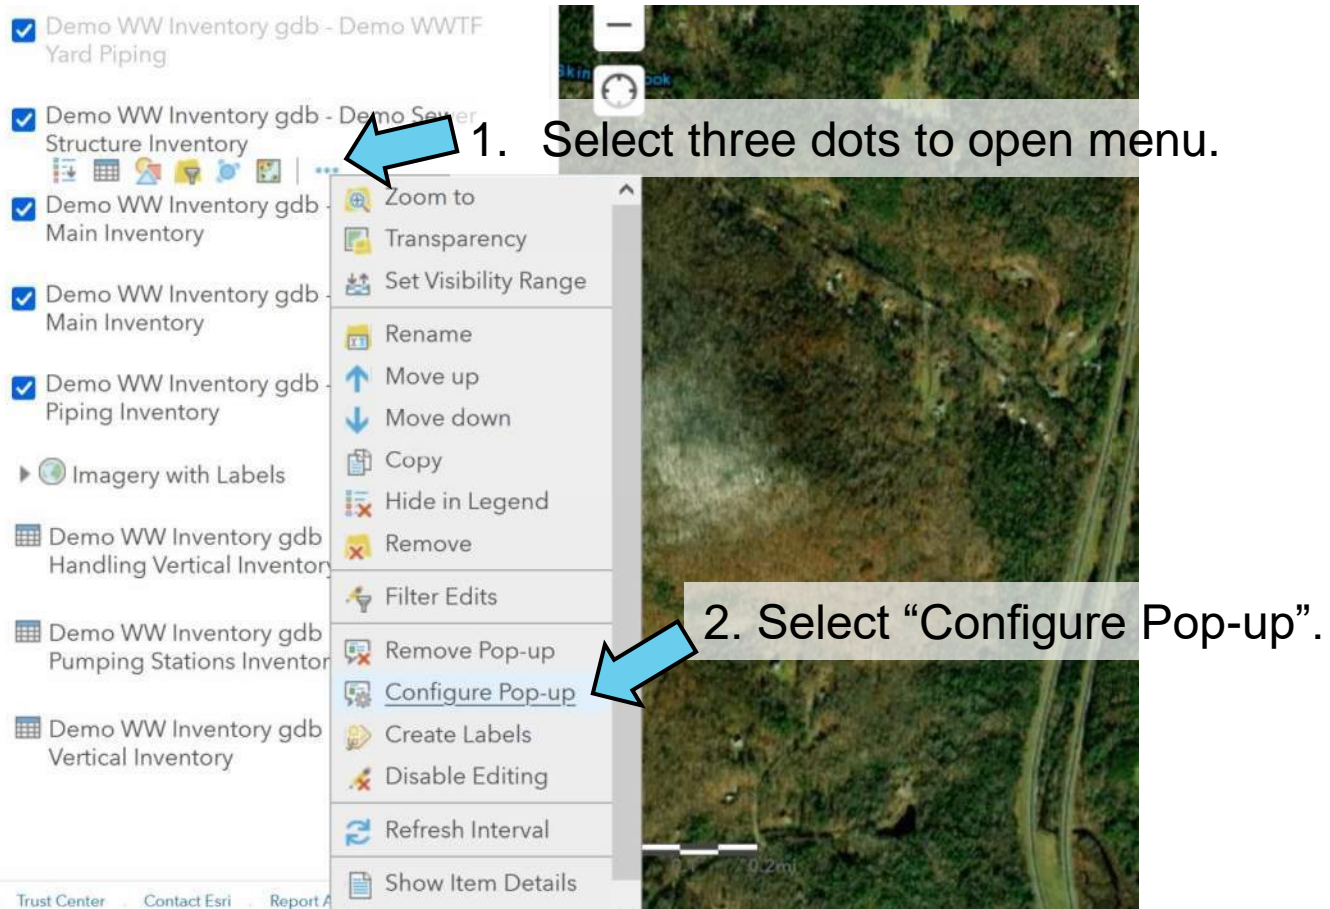 Demo WW Inventory gdb - Demo WWTF
Yard Piping
Demo WW Inventory gdb - Demo Sewer
Structure Inventory
1. Select three dots to open menu.
Demo WW Inventory gdb -
Main Inventory
Demo WW Inventory gdb -
Main Inventory
Demo WW Inventory gdb -
Piping Inventory
Imagery with Labels
Demo WW Inventory gdb
Handling Vertical Inventory
Demo WW Inventory gdb
Pumping Stations Inventor
Demo WW Inventory gdb
Vertical Inventory
Zoom to
Transparency
Set Visibility Range
Rename
Move up
Move down
Copy
Hide in Legend
Remove
Filter Edits
Remove Pop-up
Configure Pop-up
Create Labels
Disable Editing
Refresh Interval
Show Item Details
2. Select “Configure Pop-up”.
Skin
ook
0.2mi
Trust Center . Contact Esri . Report A